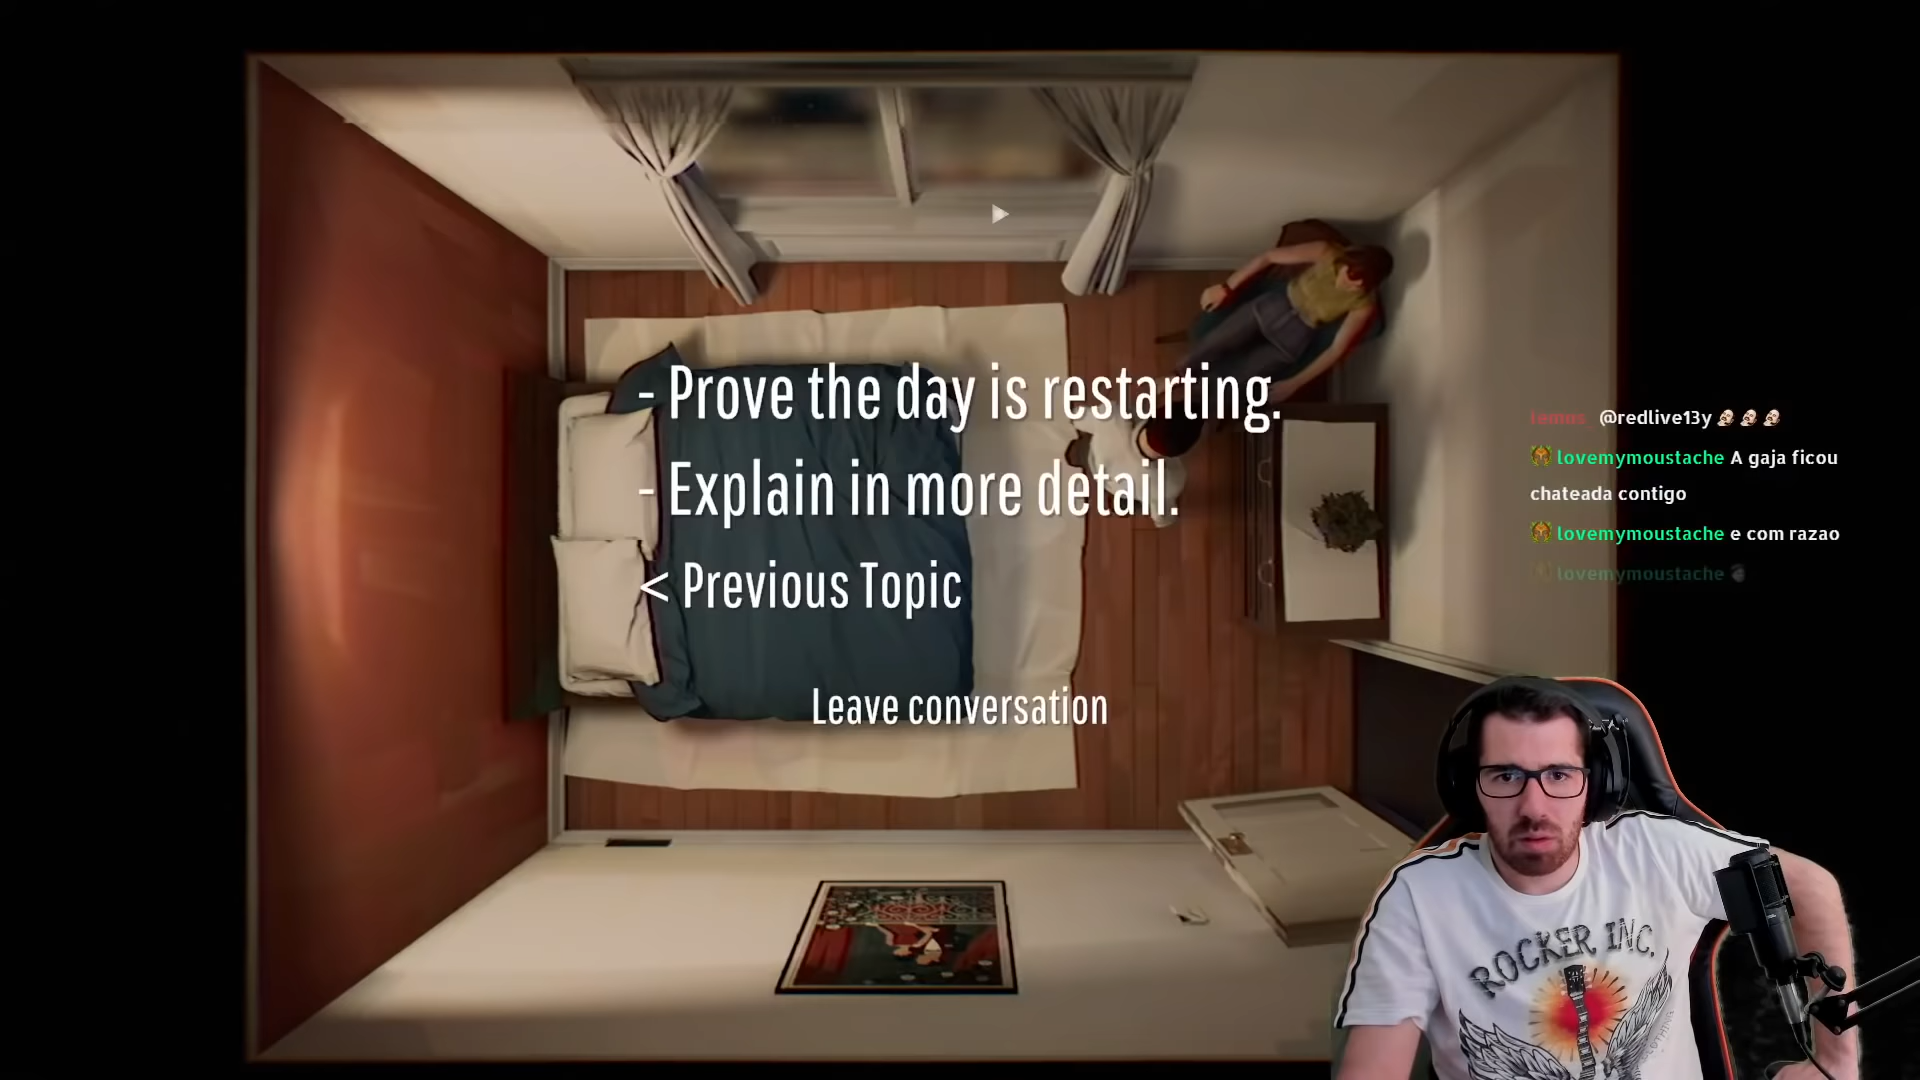 - Prove the day is restarting.
- Explain in more detail.
< Previous Topic
Leave conversation
@redlive13y
lovemymoustache A gaja ficou
chateada contigo
lovemymoustache e com razao
lovemymoustache
ROCKER INC.